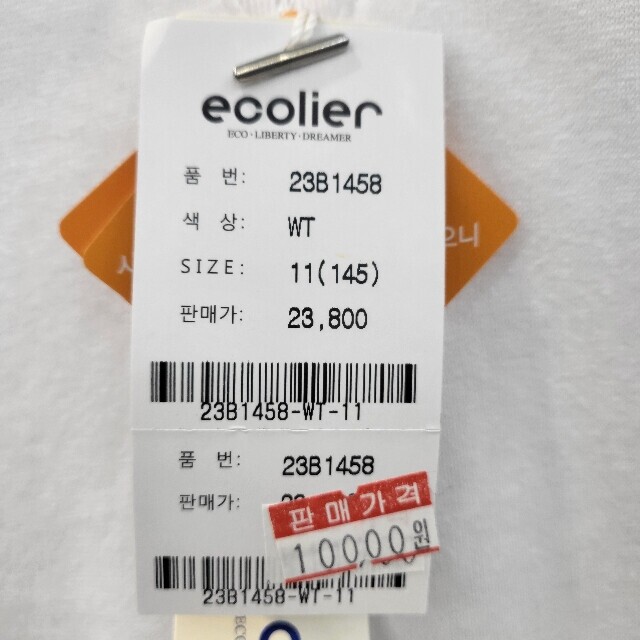 ecolier
ECO · LIBERTY · DREAMER
품 번: 23B1458
색 상: WT
SIZE: 11(145)
판매가: 23,800
23B1458-WT-11
품 번: 23B1458
판매가:
판매가격
10000원
23B1458-WT-11